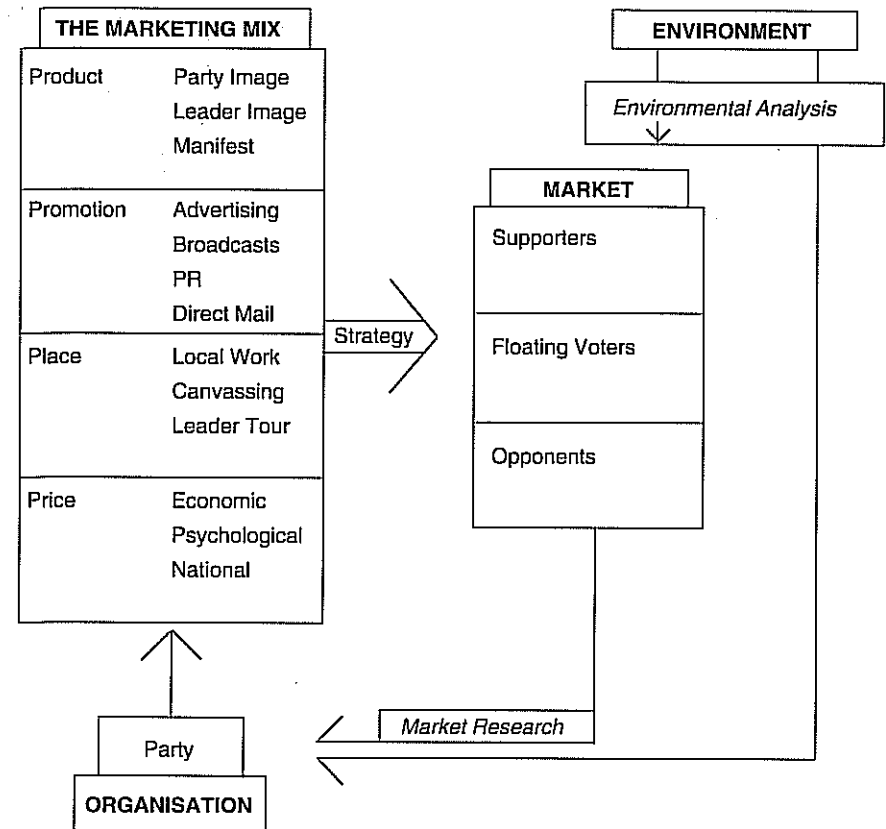 THE MARKETING MIX
Product Party Image
Leader Image
Manifest
Promotion Advertising
Broadcasts
PR
Direct Mail
Place Local Work
Canvassing
Leader Tour
Price Economic
Psychological
National
Strategy
ENVIRONMENT
Environmental Analysis
MARKET
Supporters
Floating Voters
Opponents
Market Research
Party
ORGANISATION